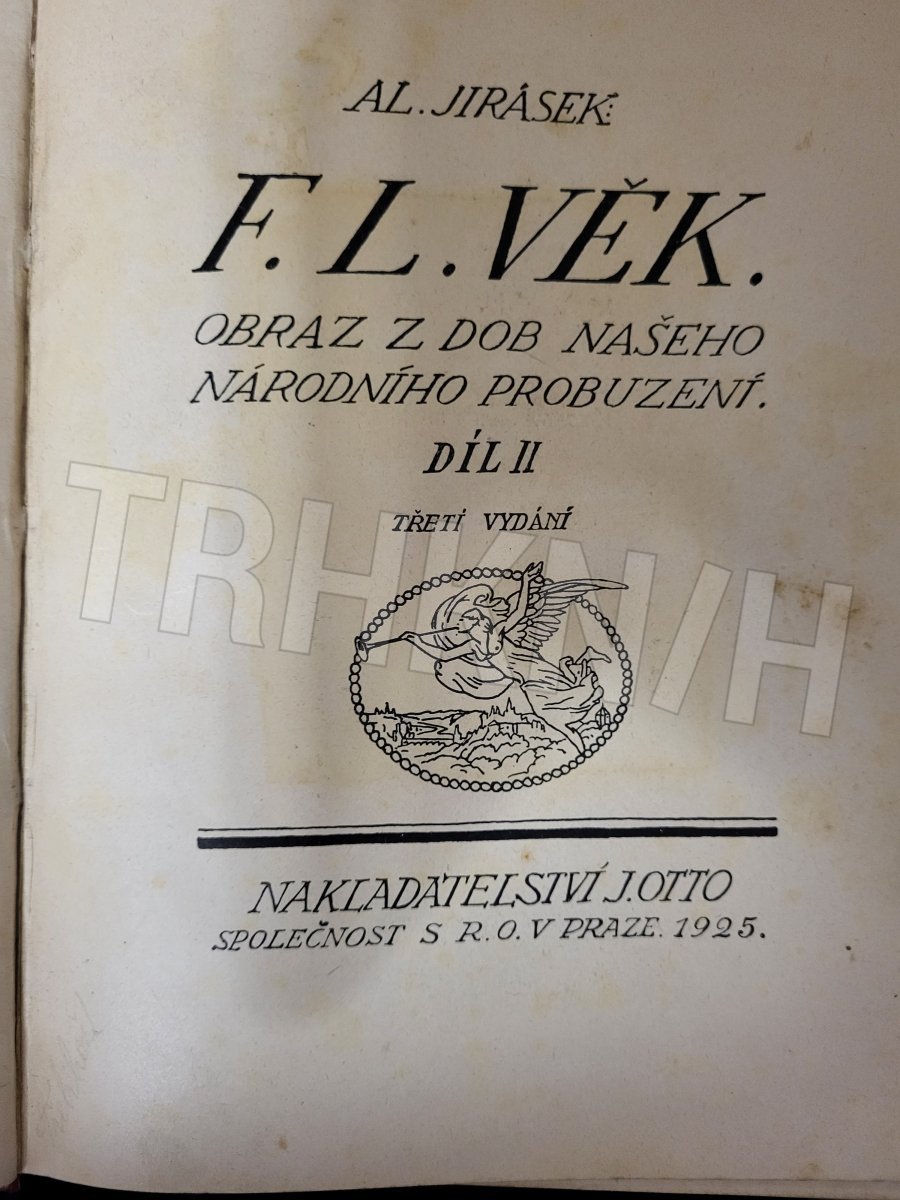 AL. JIRÁSEK:
F. L. VĚK.
OBRAZ Z DOB NAŠEHO
NÁRODNÍHO PROBUZENÍ.
DÍL II
TŘETÍ VYDÁNÍ
TRHKNIH
NAKLADATELSTVÍ J. OTTO
SPOLEČNOST S R. O. V PRAZE. 1925.